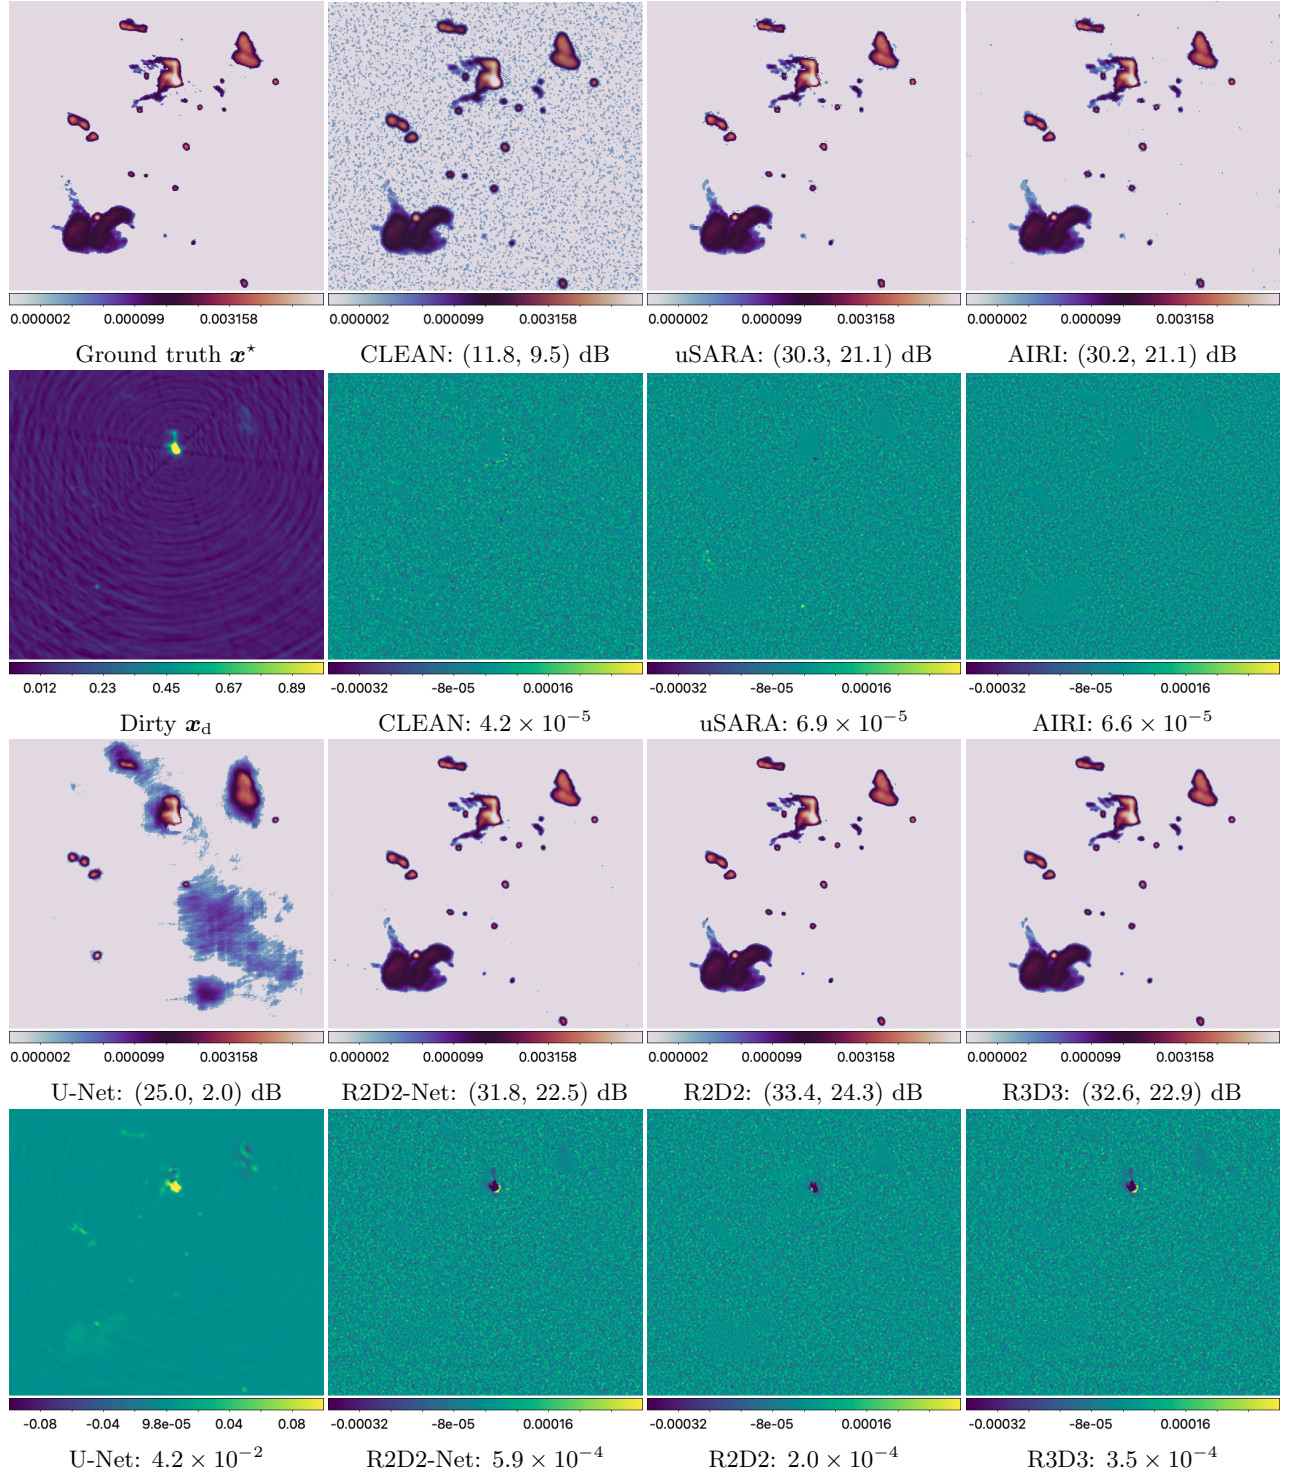 0.000002 0.000099 0.003158 0.000002 0.000099 0.003158 0.000002 0.000099 0.003158 0.000002 0.000099 0.003158
Ground truth x⋆ CLEAN: (11.8, 9.5) dB uSARA: (30.3, 21.1) dB AIRI: (30.2, 21.1) dB
0.012 0.23 0.45 0.67 0.89 -0.00032 -8e-05 0.00016 -0.00032 -8e-05 0.00016 -0.00032 -8e-05 0.00016
Dirty x_d CLEAN: 4.2 × 10⁻⁵ uSARA: 6.9 × 10⁻⁵ AIRI: 6.6 × 10⁻⁵
0.000002 0.000099 0.003158 0.000002 0.000099 0.003158 0.000002 0.000099 0.003158 0.000002 0.000099 0.003158
U-Net: (25.0, 2.0) dB R2D2-Net: (31.8, 22.5) dB R2D2: (33.4, 24.3) dB R3D3: (32.6, 22.9) dB
-0.08 -0.04 9.8e-05 0.04 0.08 -0.00032 -8e-05 0.00016 -0.00032 -8e-05 0.00016 -0.00032 -8e-05 0.00016
U-Net: 4.2 × 10⁻² R2D2-Net: 5.9 × 10⁻⁴ R2D2: 2.0 × 10⁻⁴ R3D3: 3.5 × 10⁻⁴